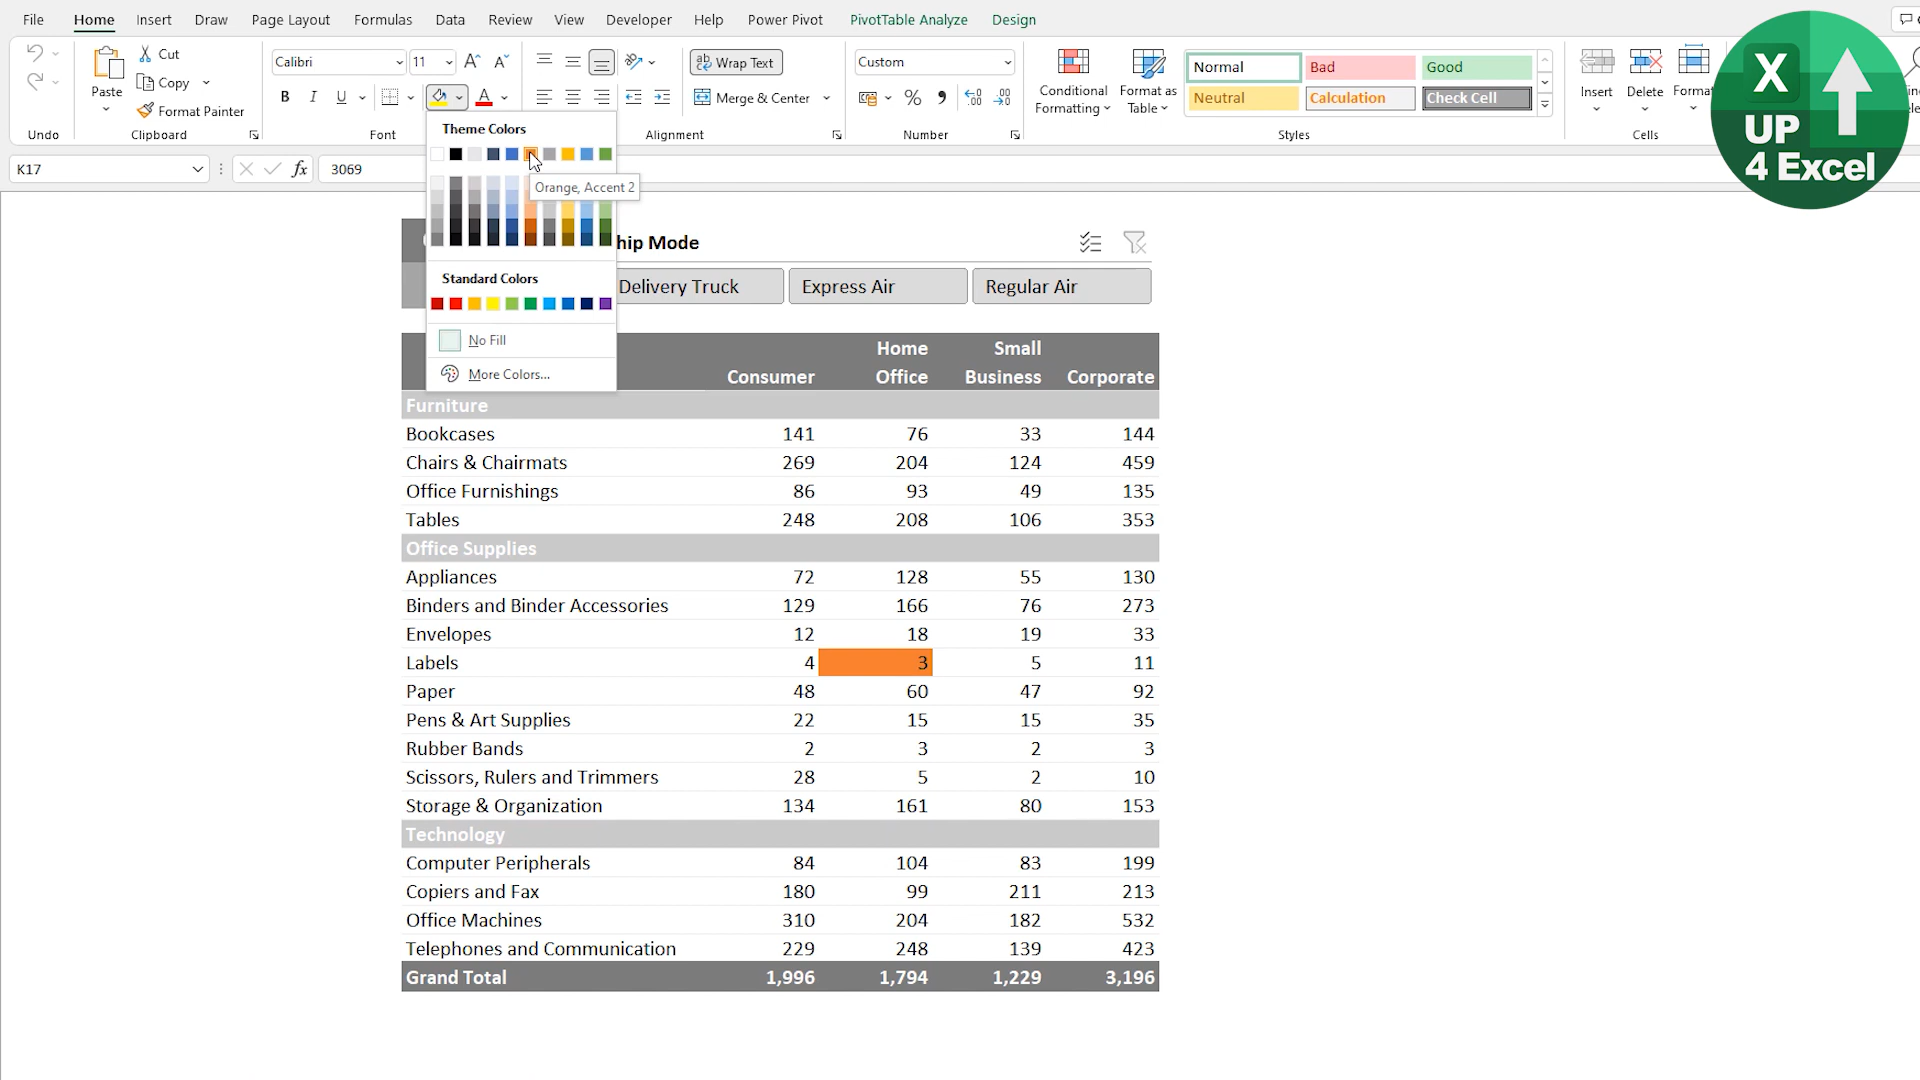 File Home Insert Draw Page Layout Formulas Data Review View Developer Help Power Pivot PivotTable Analyze Design
Cut
Copy
Format Painter
Paste
Undo
Clipboard
Calibri 11
B I U A
Font
ab Wrap Text
Merge & Center
Alignment
Custom
%
Number
Conditional Formatting
Format as Table
Normal Bad Good
Neutral Calculation Check Cell
Styles
Insert Delete Format
Cells
X
UP
4 Excel
K17 fx 3069
Theme Colors
Orange, Accent 2
Standard Colors
No Fill
More Colors...
hip Mode
Delivery Truck Express Air Regular Air
Consumer Home Office Small Business Corporate
Furniture
Bookcases 141 76 33 144
Chairs & Chairmats 269 204 124 459
Office Furnishings 86 93 49 135
Tables 248 208 106 353
Office Supplies
Appliances 72 128 55 130
Binders and Binder Accessories 129 166 76 273
Envelopes 12 18 19 33
Labels 4 3 5 11
Paper 48 60 47 92
Pens & Art Supplies 22 15 15 35
Rubber Bands 2 3 2 3
Scissors, Rulers and Trimmers 28 5 2 10
Storage & Organization 134 161 80 153
Technology
Computer Peripherals 84 104 83 199
Copiers and Fax 180 99 211 213
Office Machines 310 204 182 532
Telephones and Communication 229 248 139 423
Grand Total 1,996 1,794 1,229 3,196